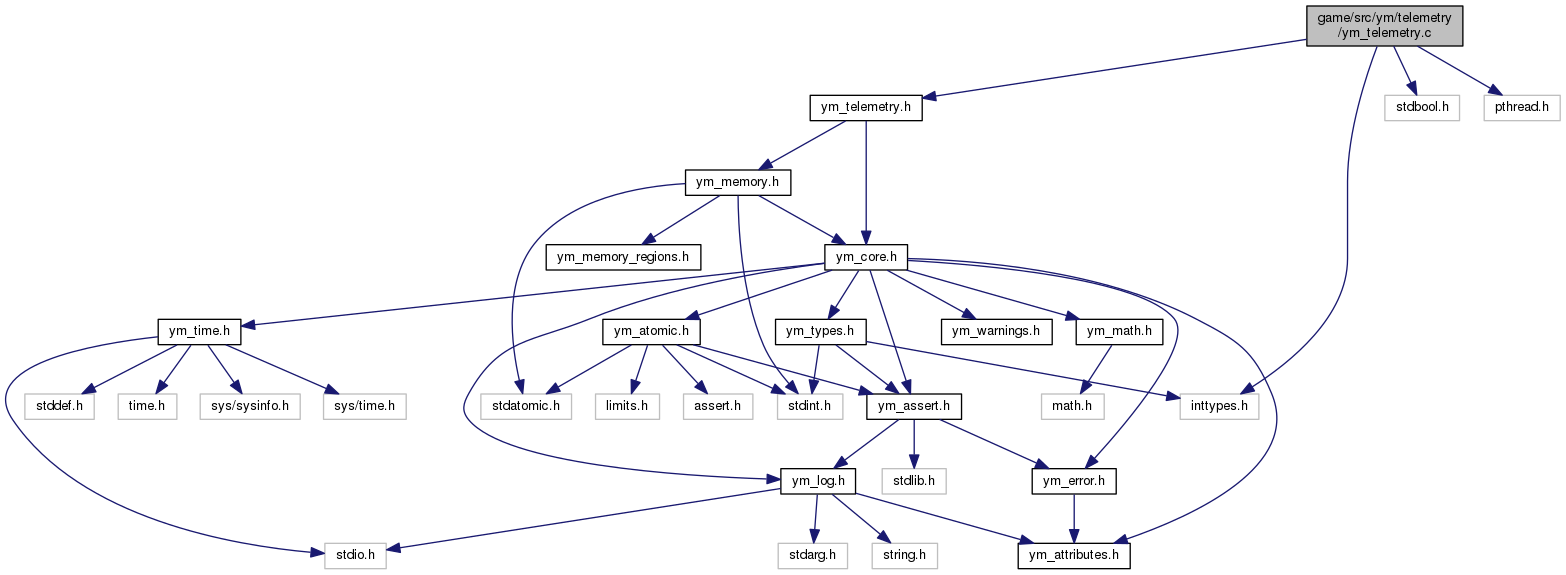 game/src/ym/telemetry
/ym_telemetry.c
ym_telemetry.h
stdbool.h
pthread.h
ym_memory.h
ym_memory_regions.h
ym_core.h
ym_time.h
ym_atomic.h
ym_types.h
ym_warnings.h
ym_math.h
stddef.h
time.h
sys/sysinfo.h
sys/time.h
stdatomic.h
limits.h
assert.h
stdint.h
ym_assert.h
math.h
inttypes.h
ym_log.h
stdlib.h
ym_error.h
stdio.h
stdarg.h
string.h
ym_attributes.h